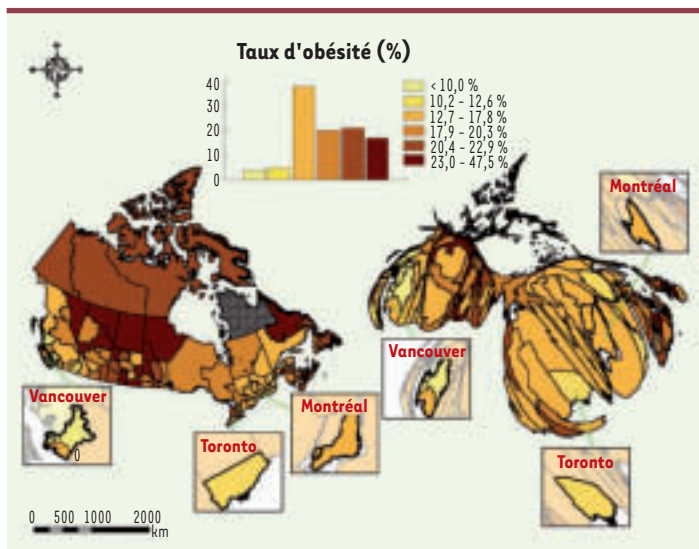 Taux d'obésité (%)
40
30
20
10
0
< 10,0 %
10,2 – 12,6 %
12,7 – 17,8 %
17,9 – 20,3 %
20,4 – 22,9 %
23,0 – 47,5 %
Montréal
Vancouver
Vancouver
0
Toronto
Montréal
Toronto
0 500 1000 2000
km